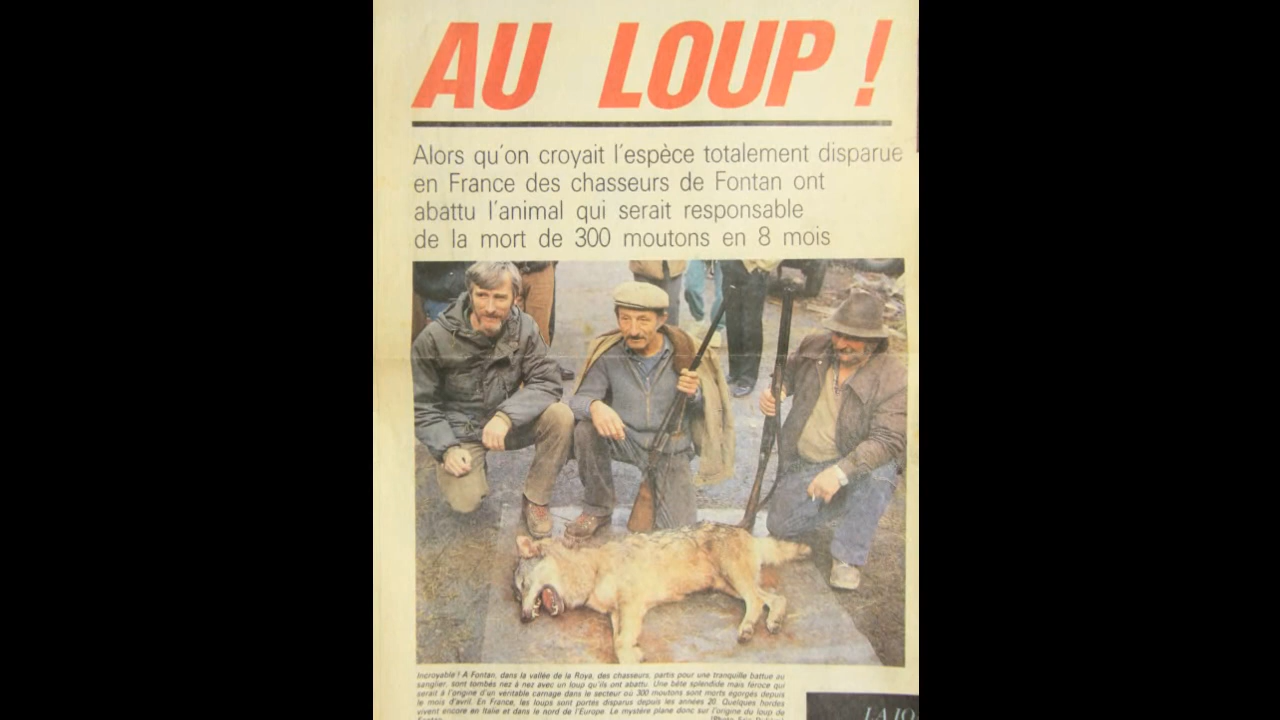 AU LOUP !
Alors qu'on croyait l'espèce totalement disparue
en France des chasseurs de Fontan ont
abattu l'animal qui serait responsable
de la mort de 300 moutons en 8 mois
Incroyable ! A Fontan, dans la vallée de la Roya, des chasseurs, partis pour une tranquille battue au
sanglier, sont tombés nez à nez avec un loup qu'ils ont abattu. Une bête splendide mais féroce qui
serait à l'origine d'un véritable carnage dans le secteur où 300 moutons sont morts égorgés depuis
le mois d'avril. En France, les loups sont portés disparus depuis les années 20. Quelques hordes
vivent encore en Italie et dans le nord de l'Europe. Le mystère plane donc sur l'origine du loup de
Fontan.